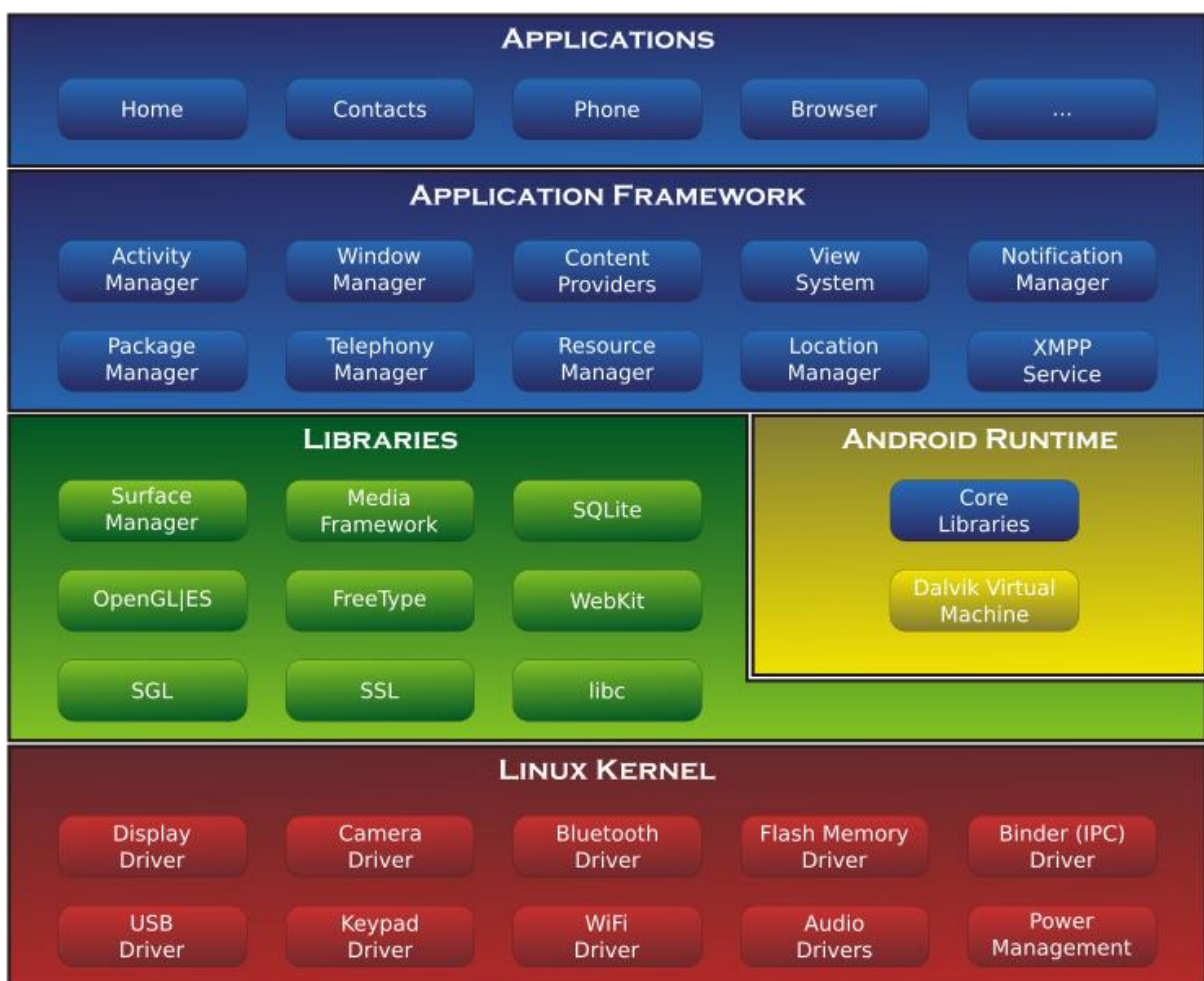 APPLICATIONS
Home
Contacts
Phone
Browser
...
APPLICATION FRAMEWORK
Activity
Manager
Window
Manager
Content
Providers
View
System
Notification
Manager
Package
Manager
Telephony
Manager
Resource
Manager
Location
Manager
XMPP
Service
LIBRARIES
Surface
Manager
Media
Framework
SQLite
OpenGL|ES
FreeType
WebKit
SGL
SSL
libc
ANDROID RUNTIME
Core
Libraries
Dalvik Virtual
Machine
LINUX KERNEL
Display
Driver
Camera
Driver
Bluetooth
Driver
Flash Memory
Driver
Binder (IPC)
Driver
USB
Driver
Keypad
Driver
WiFi
Driver
Audio
Drivers
Power
Management